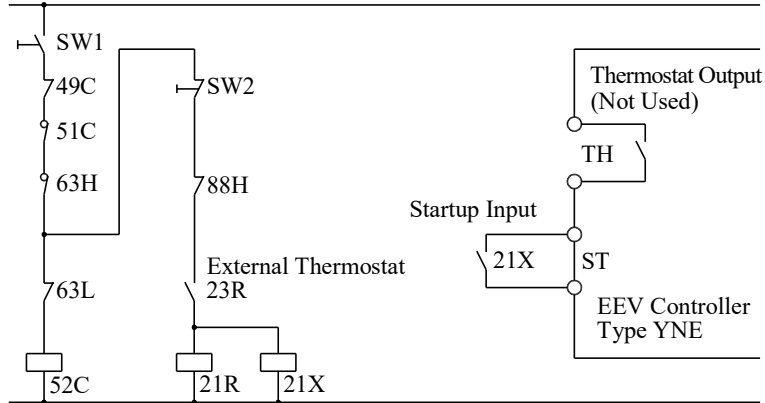 SW1
49C
51C
63H
63L
52C
SW2
88H
External Thermostat
23R
21R
21X
Thermostat Output
(Not Used)
TH
Startup Input
21X
ST
EEV Controller
Type YNE